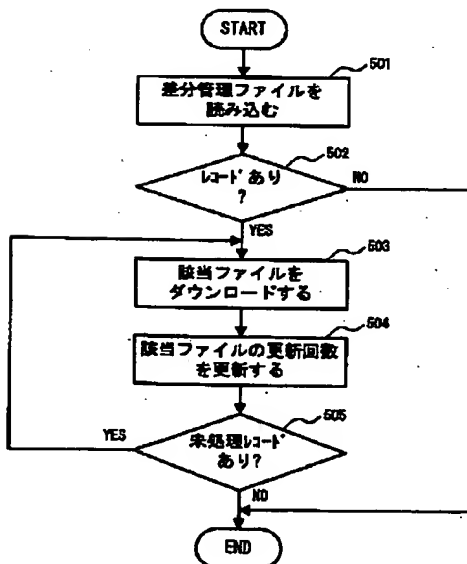 START
501
差分管理ファイルを
読み込む
502
レコードあり
?
NO
YES
503
該当ファイルを
ダウンロードする
504
該当ファイルの更新回数
を更新する
505
YES
未処理レコード
あり?
NO
END